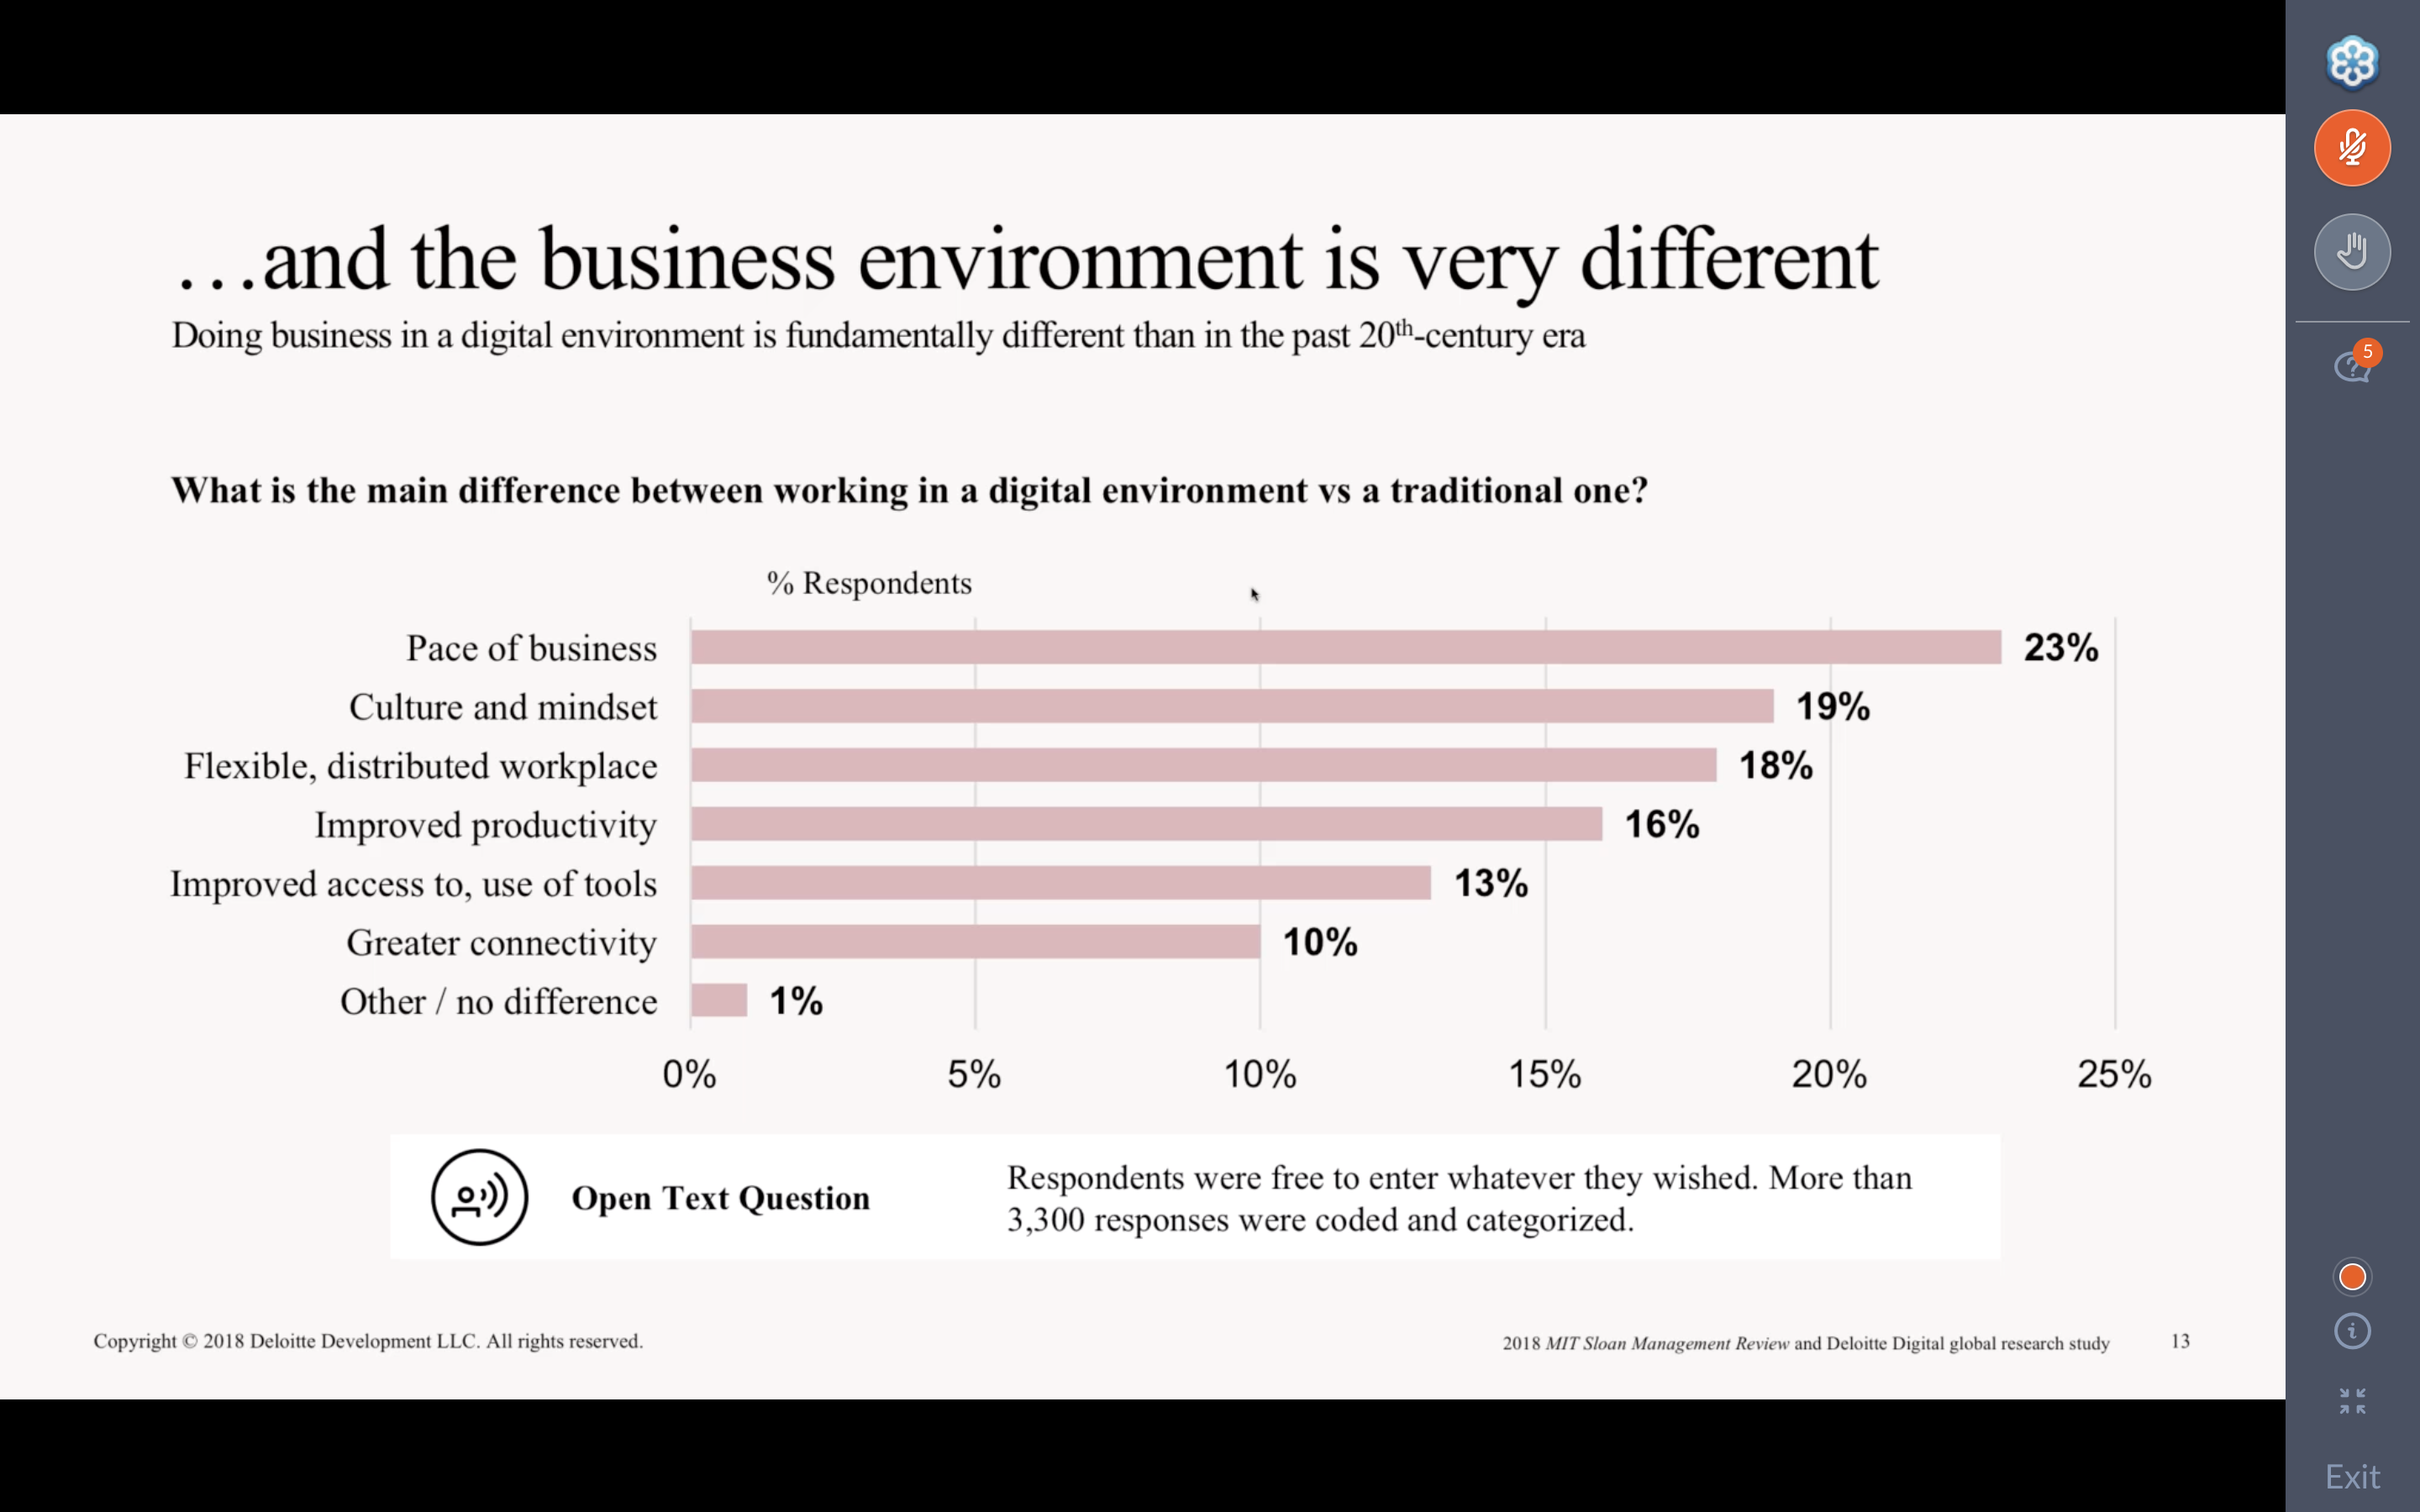 …and the business environment is very different
Doing business in a digital environment is fundamentally different than in the past 20th-century era
What is the main difference between working in a digital environment vs a traditional one?
% Respondents
Pace of business 23%
Culture and mindset 19%
Flexible, distributed workplace 18%
Improved productivity 16%
Improved access to, use of tools 13%
Greater connectivity 10%
Other / no difference 1%
0% 5% 10% 15% 20% 25%
Open Text Question
Respondents were free to enter whatever they wished. More than
3,300 responses were coded and categorized.
Copyright © 2018 Deloitte Development LLC. All rights reserved.
2018 MIT Sloan Management Review and Deloitte Digital global research study
13
5
Exit